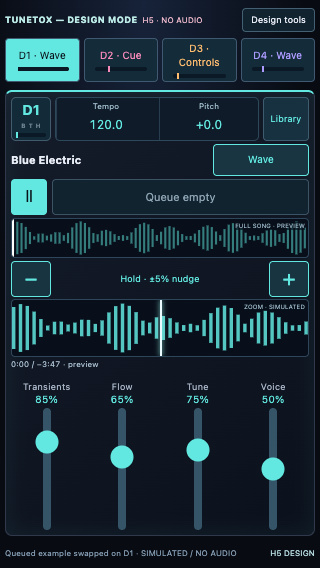 TUNETOX — DESIGN MODE H5 · NO AUDIO
Design tools
D1 · Wave
D2 · Cue
D3 ·
Controls
D4 · Wave
D1
B T H
Tempo
120.0
Pitch
+0.0
Library
Blue Electric
Wave
Queue empty
FULL SONG · PREVIEW
−
Hold · ±5% nudge
+
ZOOM · SIMULATED
0:00 / −3:47 · preview
Transients
85%
Flow
65%
Tune
75%
Voice
50%
Queued example swapped on D1 · SIMULATED / NO AUDIO
H5 DESIGN